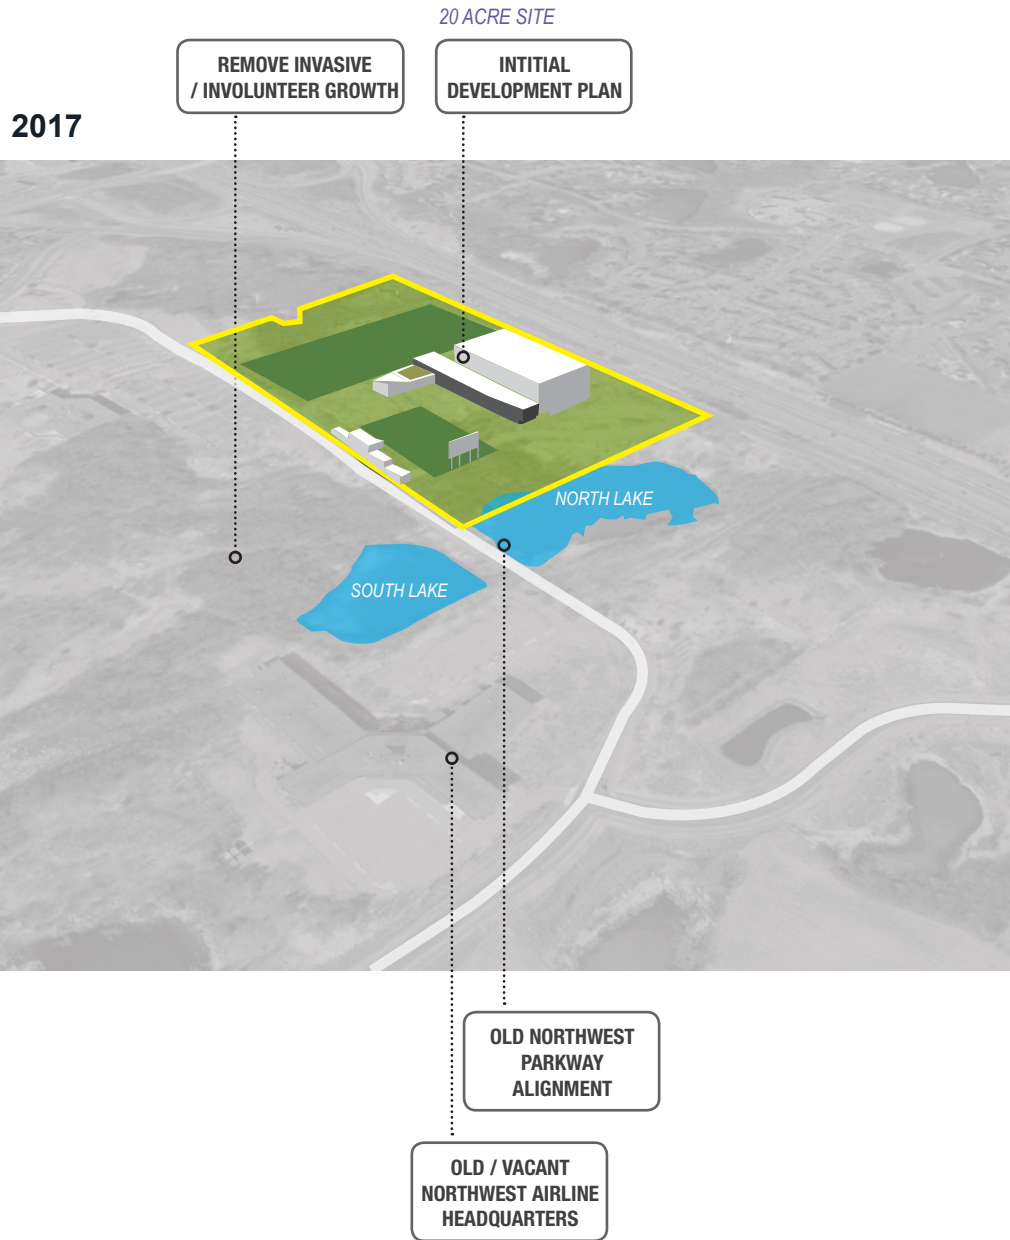 20 ACRE SITE
REMOVE INVASIVE
/ INVOLUNTEER GROWTH
INTITIAL
DEVELOPMENT PLAN
2017
NORTH LAKE
SOUTH LAKE
OLD NORTHWEST
PARKWAY
ALIGNMENT
OLD / VACANT
NORTHWEST AIRLINE
HEADQUARTERS